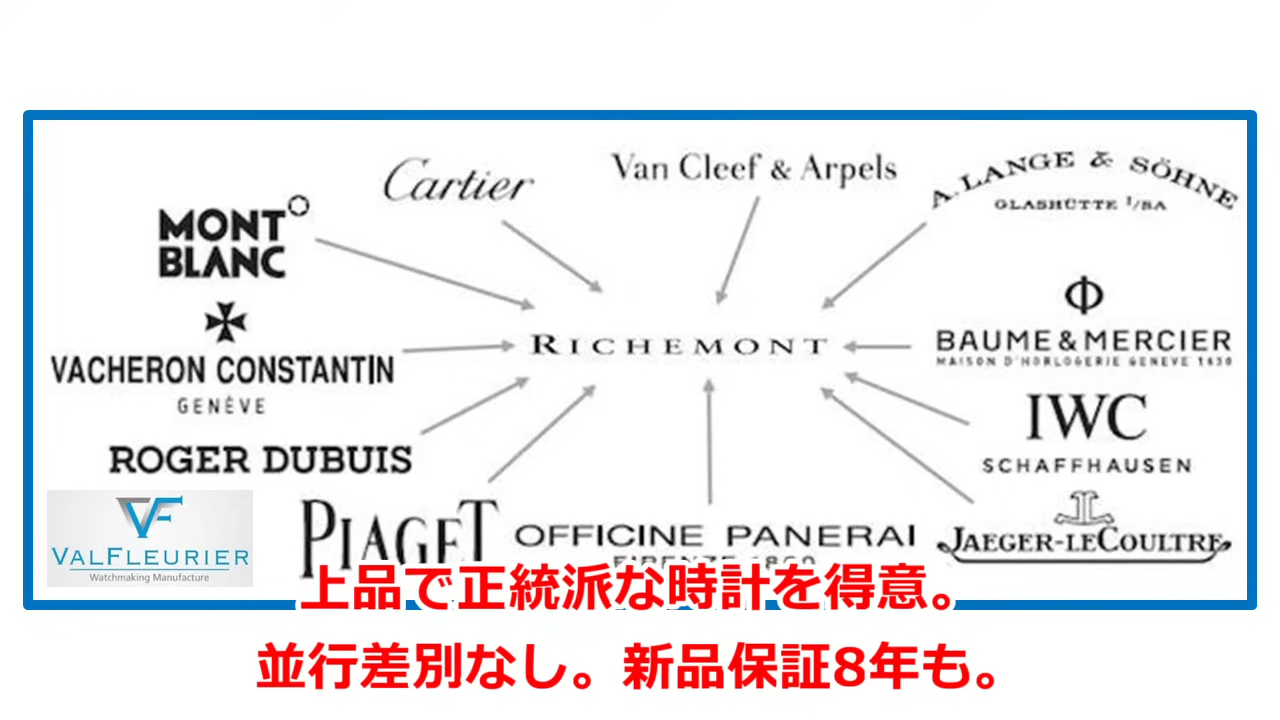 Cartier
Van Cleef & Arpels
A. LANGE & SÖHNE
GLASHÜTTE I/SA
MONT
BLANC
VACHERON CONSTANTIN
GENÈVE
RICHEMONT
BAUME & MERCIER
MAISON D'HORLOGERIE GENEVE 1830
ROGER DUBUIS
IWC
SCHAFFHAUSEN
VALFLEURIER
Watchmaking Manufacture
PIAGET
OFFICINE PANERAI
FIRENZE 1860
JAEGER-LECOULTRE
上品で正統派な時計を得意。
並行差別なし。新品保証8年も。